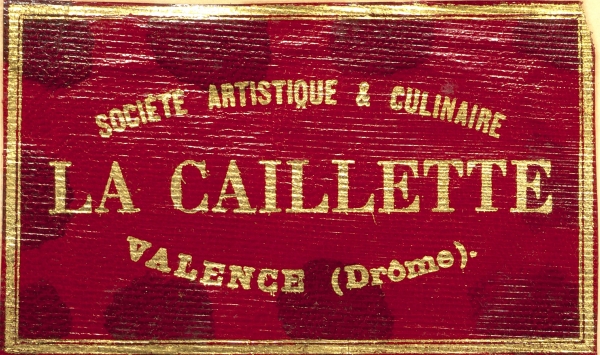 SOCIÉTÉ ARTISTIQUE & CULINAIRE
LA CAILLETTE
VALENCE (Drôme).